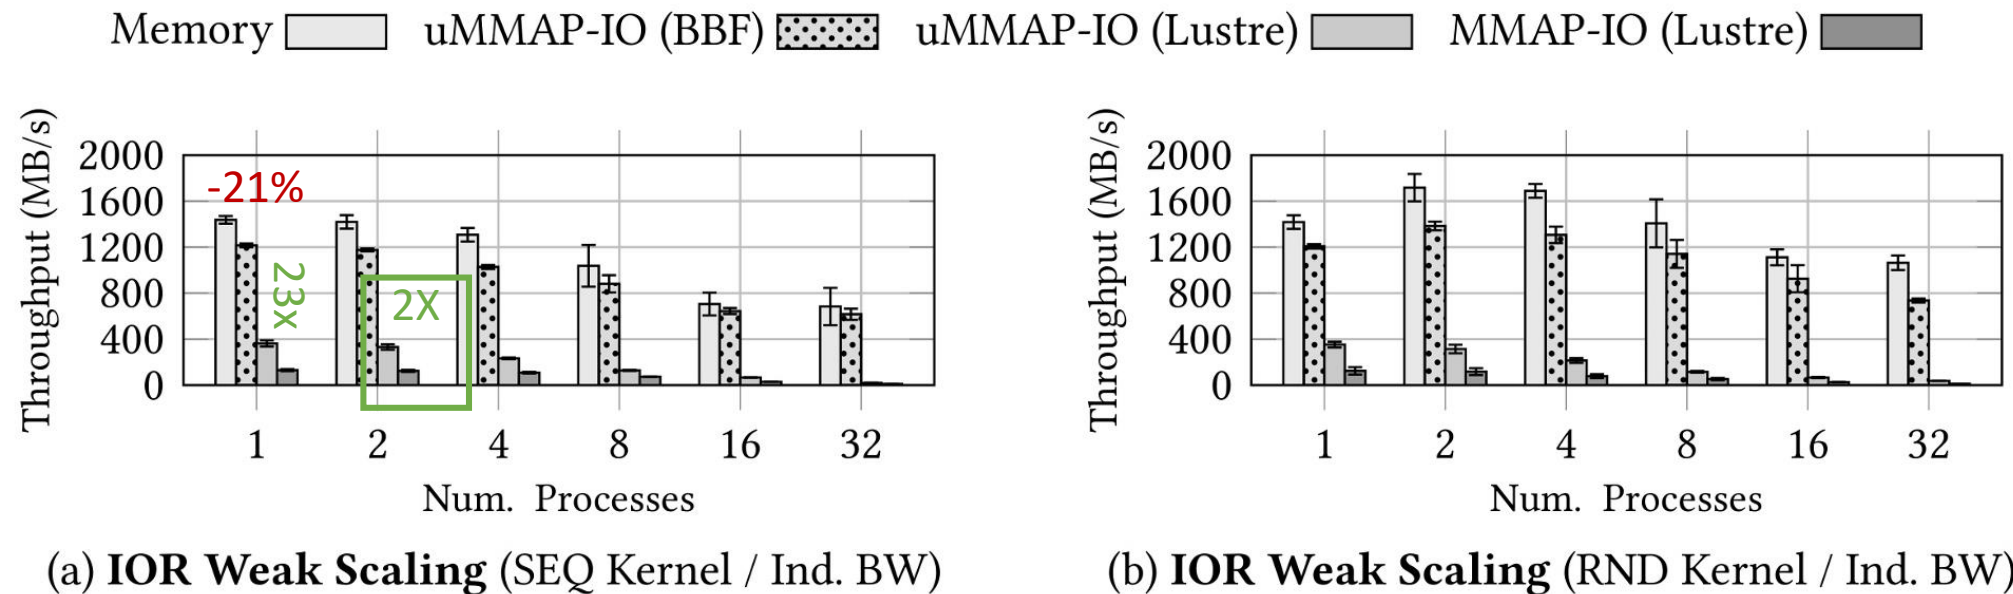 Memory uMMAP-IO (BBF) uMMAP-IO (Lustre) MMAP-IO (Lustre)
Throughput (MB/s)
2000
1600
1200
800
400
0
-21%
23x
2X
1 2 4 8 16 32
Num. Processes
(a) IOR Weak Scaling (SEQ Kernel / Ind. BW)
Throughput (MB/s)
2000
1600
1200
800
400
0
1 2 4 8 16 32
Num. Processes
(b) IOR Weak Scaling (RND Kernel / Ind. BW)